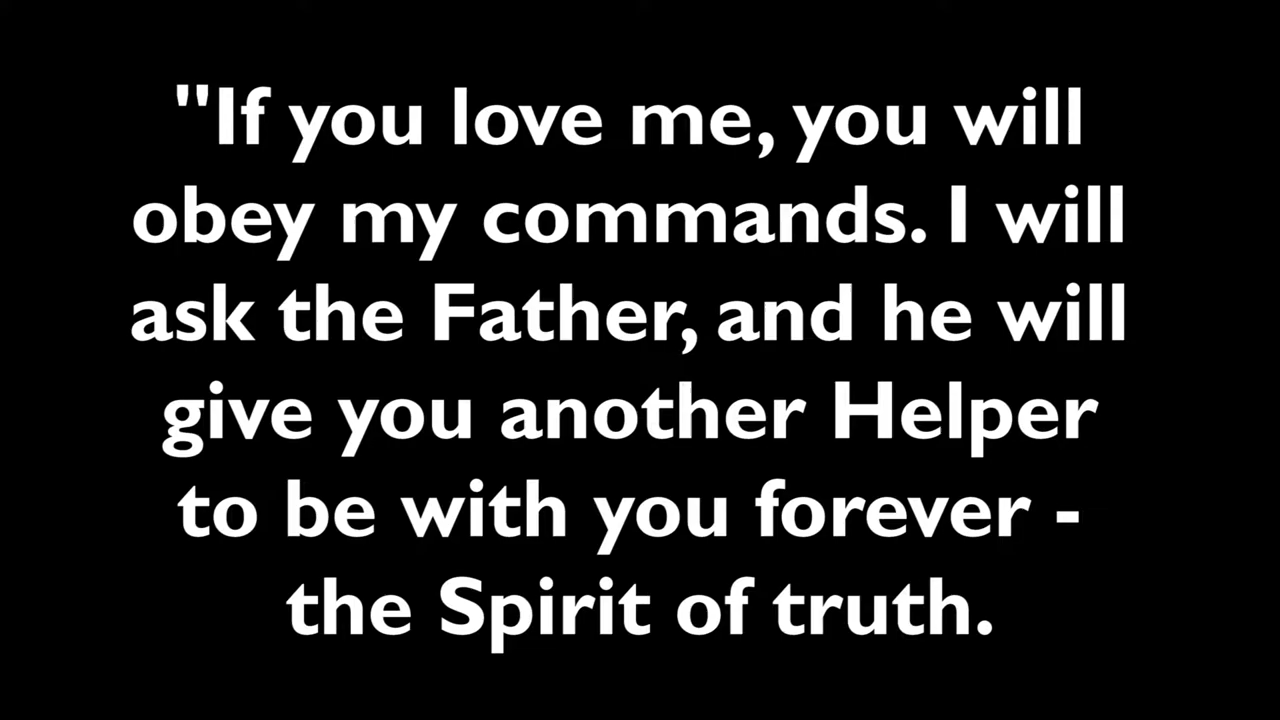 "If you love me, you will
obey my commands. I will
ask the Father, and he will
give you another Helper
to be with you forever -
the Spirit of truth.